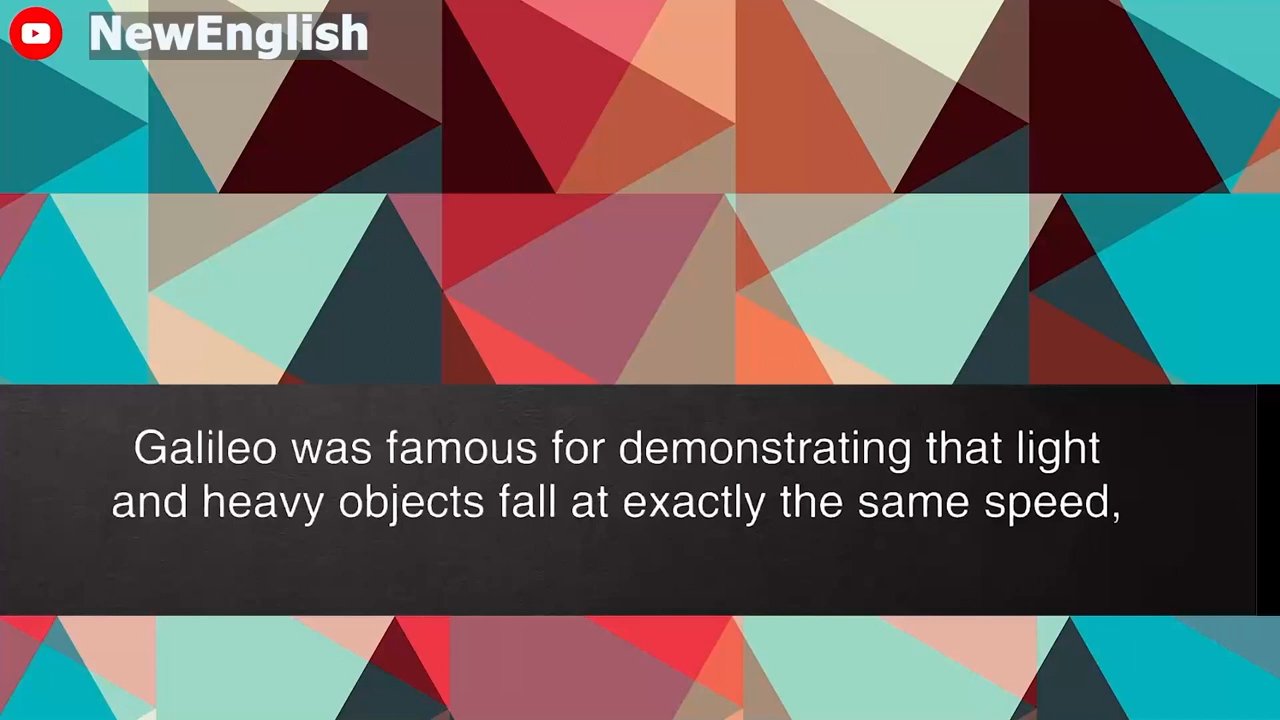 NewEnglish
Galileo was famous for demonstrating that light
and heavy objects fall at exactly the same speed,